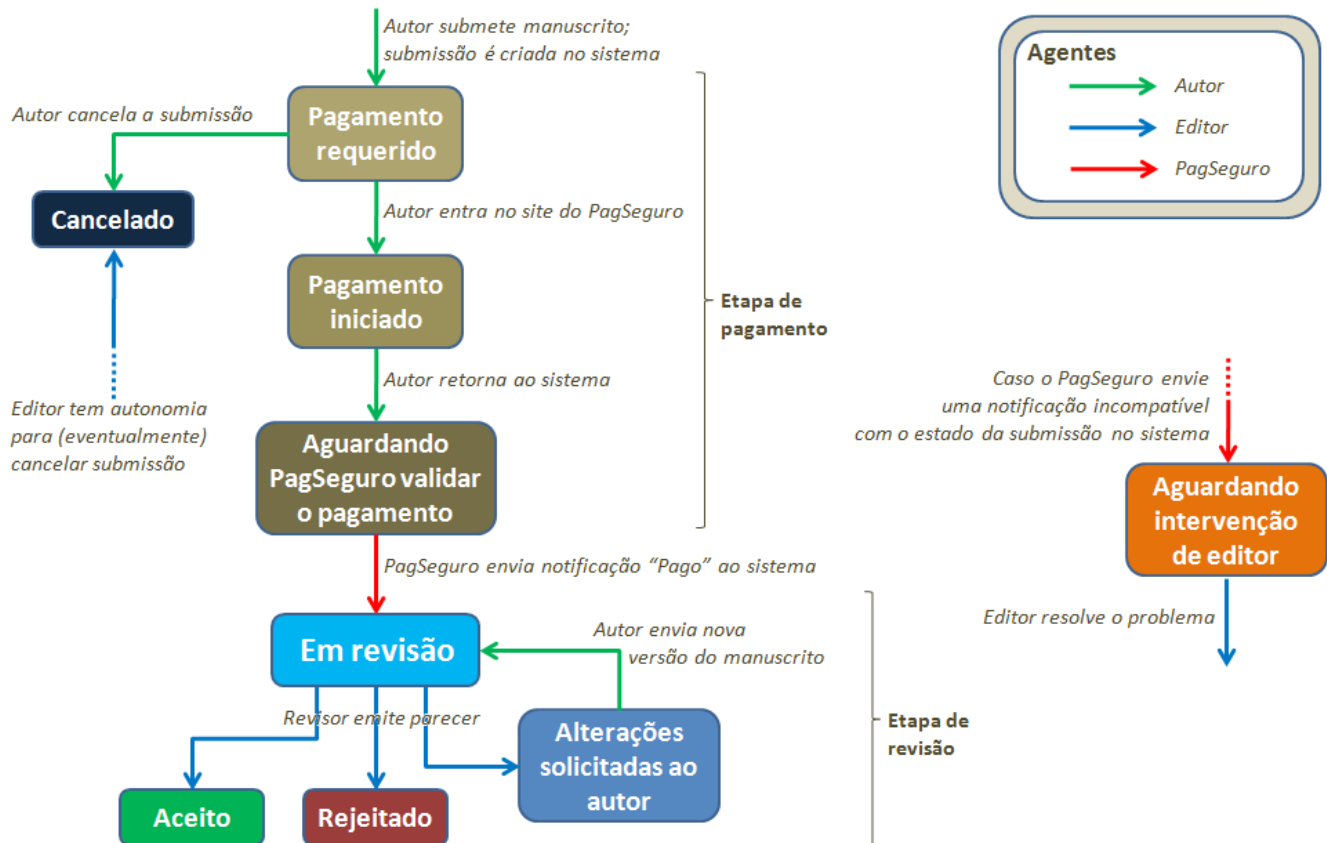 Autor submete manuscrito;
submissão é criada no sistema
Agentes
Autor
Editor
PagSeguro
Autor cancela a submissão
Pagamento
requerido
Cancelado
Autor entra no site do PagSeguro
Pagamento
iniciado
Etapa de
pagamento
Autor retorna ao sistema
Editor tem autonomia
para (eventualmente)
cancelar submissão
Aguardando
PagSeguro validar
o pagamento
Caso o PagSeguro envie
uma notificação incompatível
com o estado da submissão no sistema
Aguardando
intervenção
de editor
PagSeguro envia notificação “Pago” ao sistema
Editor resolve o problema
Em revisão
Autor envia nova
versão do manuscrito
Revisor emite parecer
Alterações
solicitadas ao
autor
Etapa de
revisão
Aceito
Rejeitado